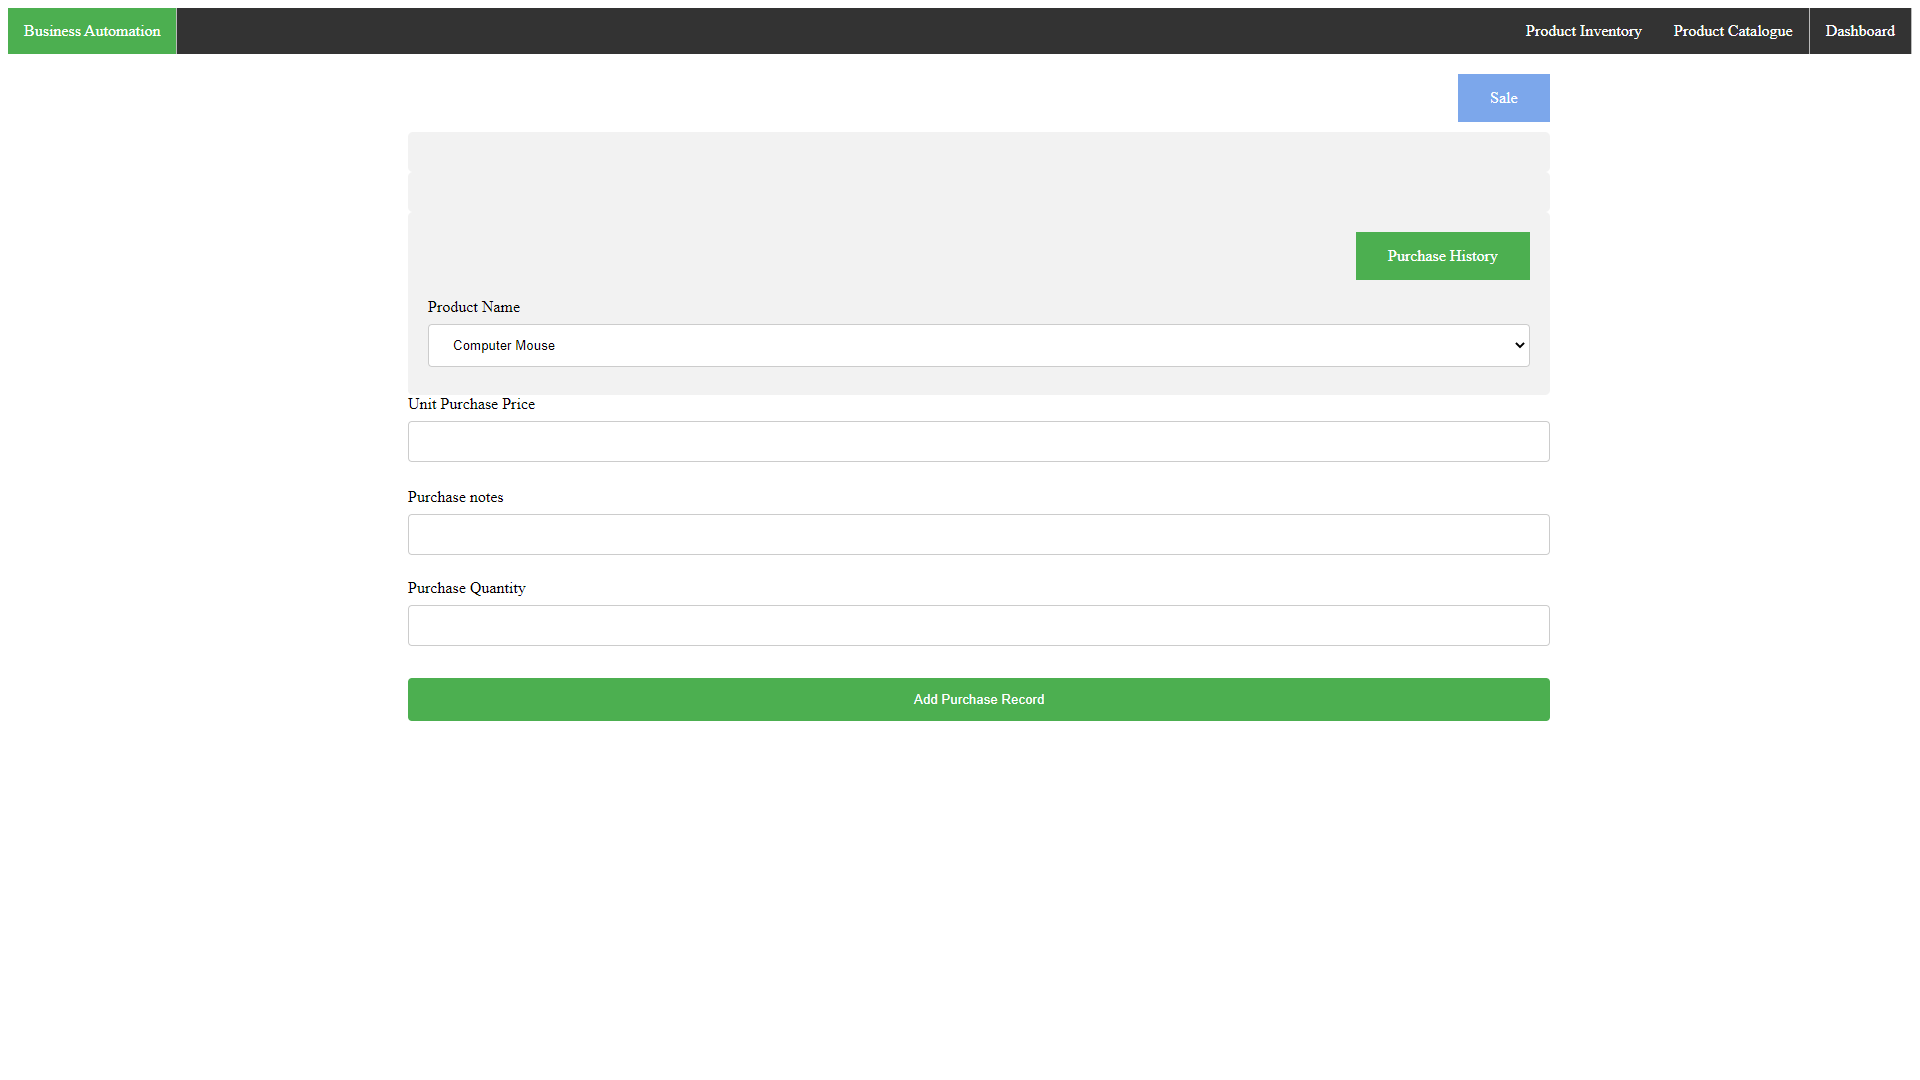 Business Automation Product Inventory Product Catalogue Dashboard
Sale
Purchase History
Product Name
Computer Mouse
Unit Purchase Price
Purchase notes
Purchase Quantity
Add Purchase Record